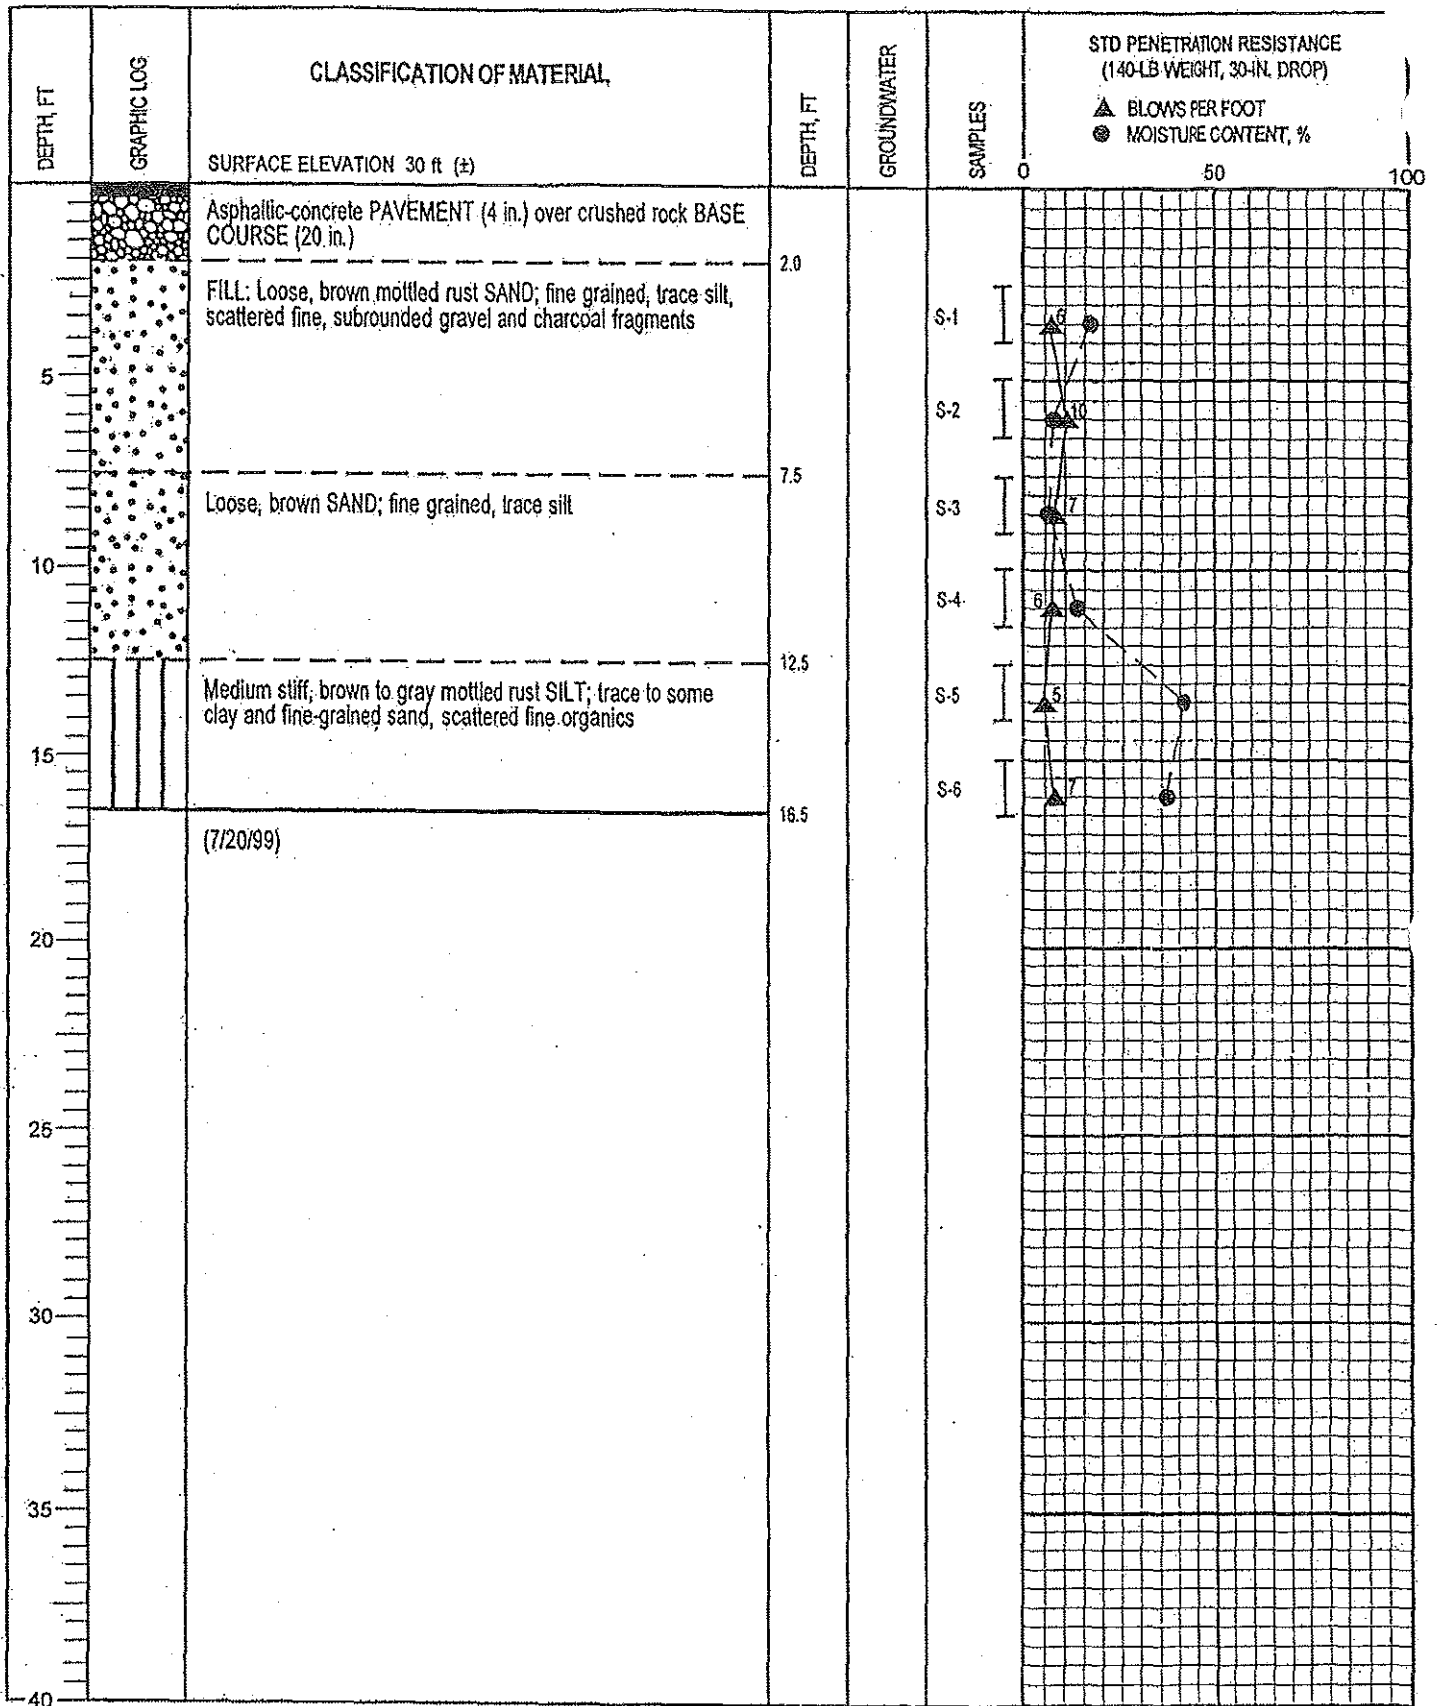 DEPTH, FT
GRAPHIC LOG
CLASSIFICATION OF MATERIAL
SURFACE ELEVATION 30 ft (±)
DEPTH, FT
GROUNDWATER
SAMPLES
STD PENETRATION RESISTANCE
(140-LB WEIGHT, 30-IN. DROP)
▲ BLOWS PER FOOT
● MOISTURE CONTENT, %
0 50 100
Asphaltic-concrete PAVEMENT (4 in.) over crushed rock BASE
COURSE (20 in.)
2.0
FILL: Loose, brown mottled rust SAND; fine grained, trace silt,
scattered fine, subrounded gravel and charcoal fragments
S-1 6
5
S-2 10
7.5
Loose, brown SAND; fine grained, trace silt
S-3 7
10
S-4 6
12.5
Medium stiff, brown to gray mottled rust SILT; trace to some
clay and fine-grained sand, scattered fine organics
S-5 5
15
S-6 7
16.5
(7/20/99)
20
25
30
35
40